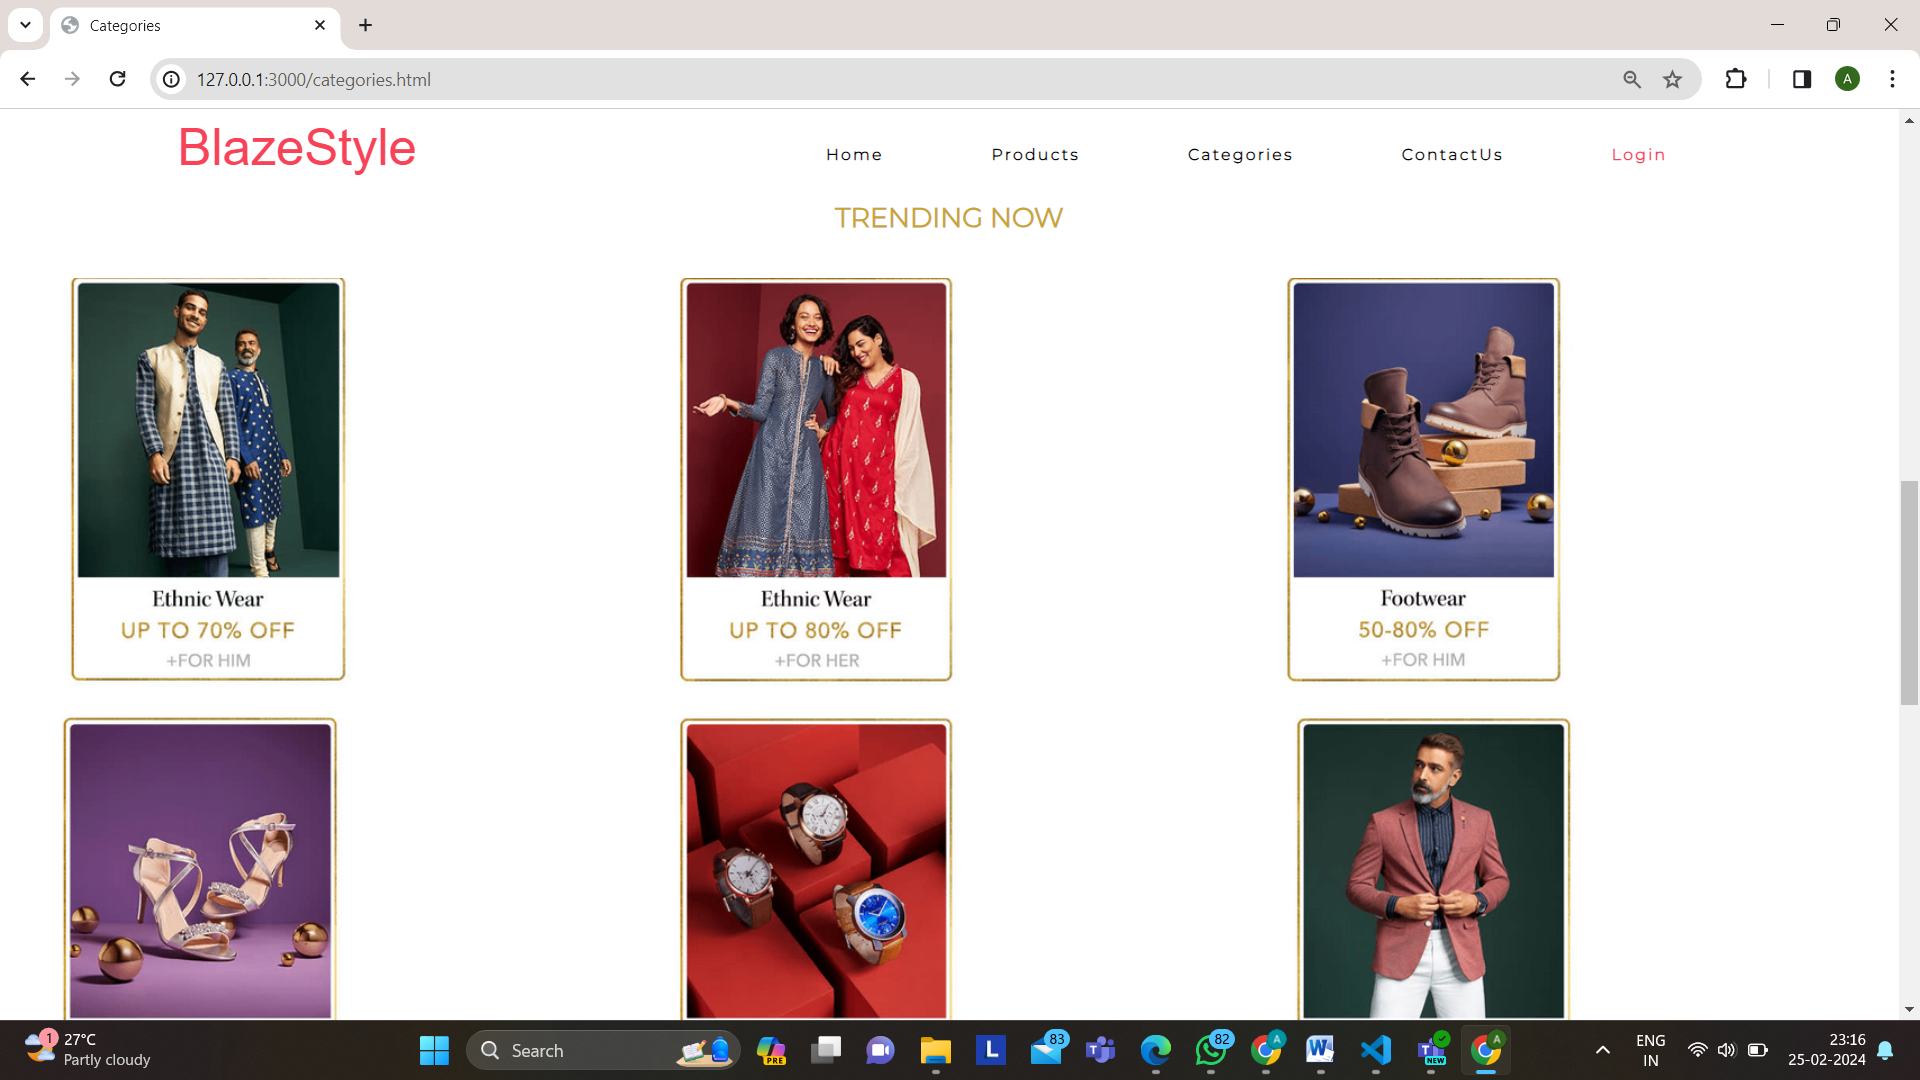 Categories
127.0.0.1:3000/categories.html
A
BlazeStyle
Home Products Categories ContactUs Login
TRENDING NOW
Ethnic Wear
UP TO 70% OFF
+FOR HIM
Ethnic Wear
UP TO 80% OFF
+FOR HER
Footwear
50-80% OFF
+FOR HIM
1
27°C
Partly cloudy
Search
PRE
L
83
T
82
A
W
T
NEW
A
ENG
IN
23:16
25-02-2024